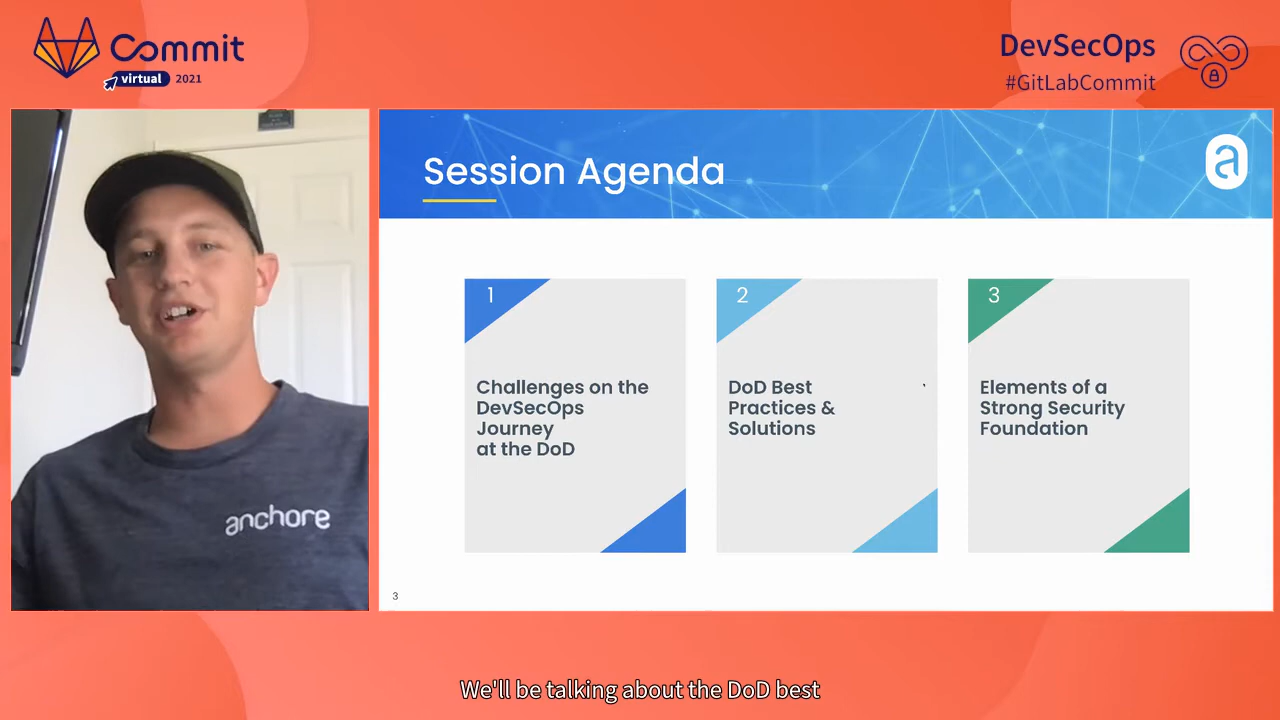 Commit
virtual 2021
DevSecOps
#GitLabCommit
Session Agenda
a
1
Challenges on the
DevSecOps
Journey
at the DoD
2
DoD Best
Practices &
Solutions
3
Elements of a
Strong Security
Foundation
anchore
3
We'll be talking about the DoD best